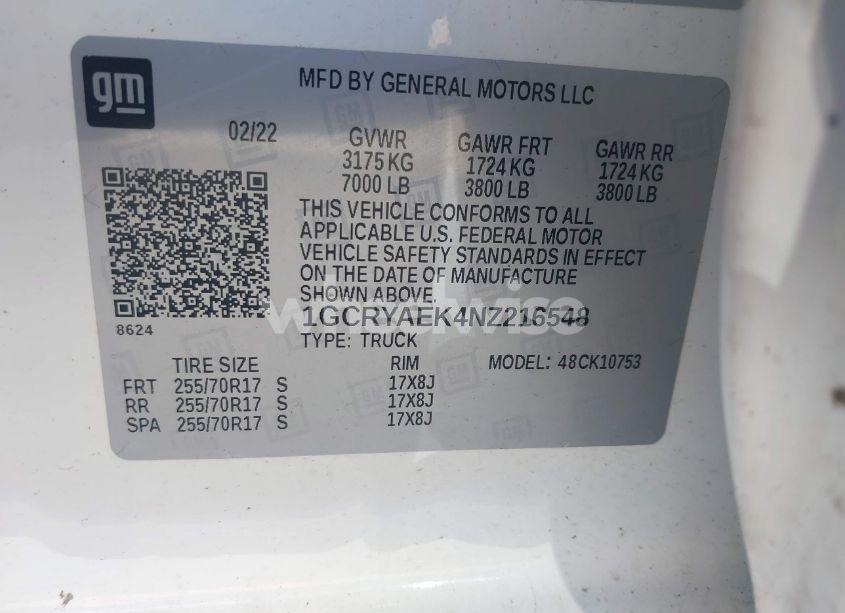 gm
MFD BY GENERAL MOTORS LLC
02/22 GVWR GAWR FRT GAWR RR
3175 KG 1724 KG 1724 KG
7000 LB 3800 LB 3800 LB
THIS VEHICLE CONFORMS TO ALL
APPLICABLE U.S. FEDERAL MOTOR
VEHICLE SAFETY STANDARDS IN EFFECT
ON THE DATE OF MANUFACTURE
SHOWN ABOVE.
1GCRYAEK4NZ216548
8624
TYPE: TRUCK
TIRE SIZE RIM MODEL: 48CK10753
FRT 255/70R17 S 17X8J
RR 255/70R17 S 17X8J
SPA 255/70R17 S 17X8J